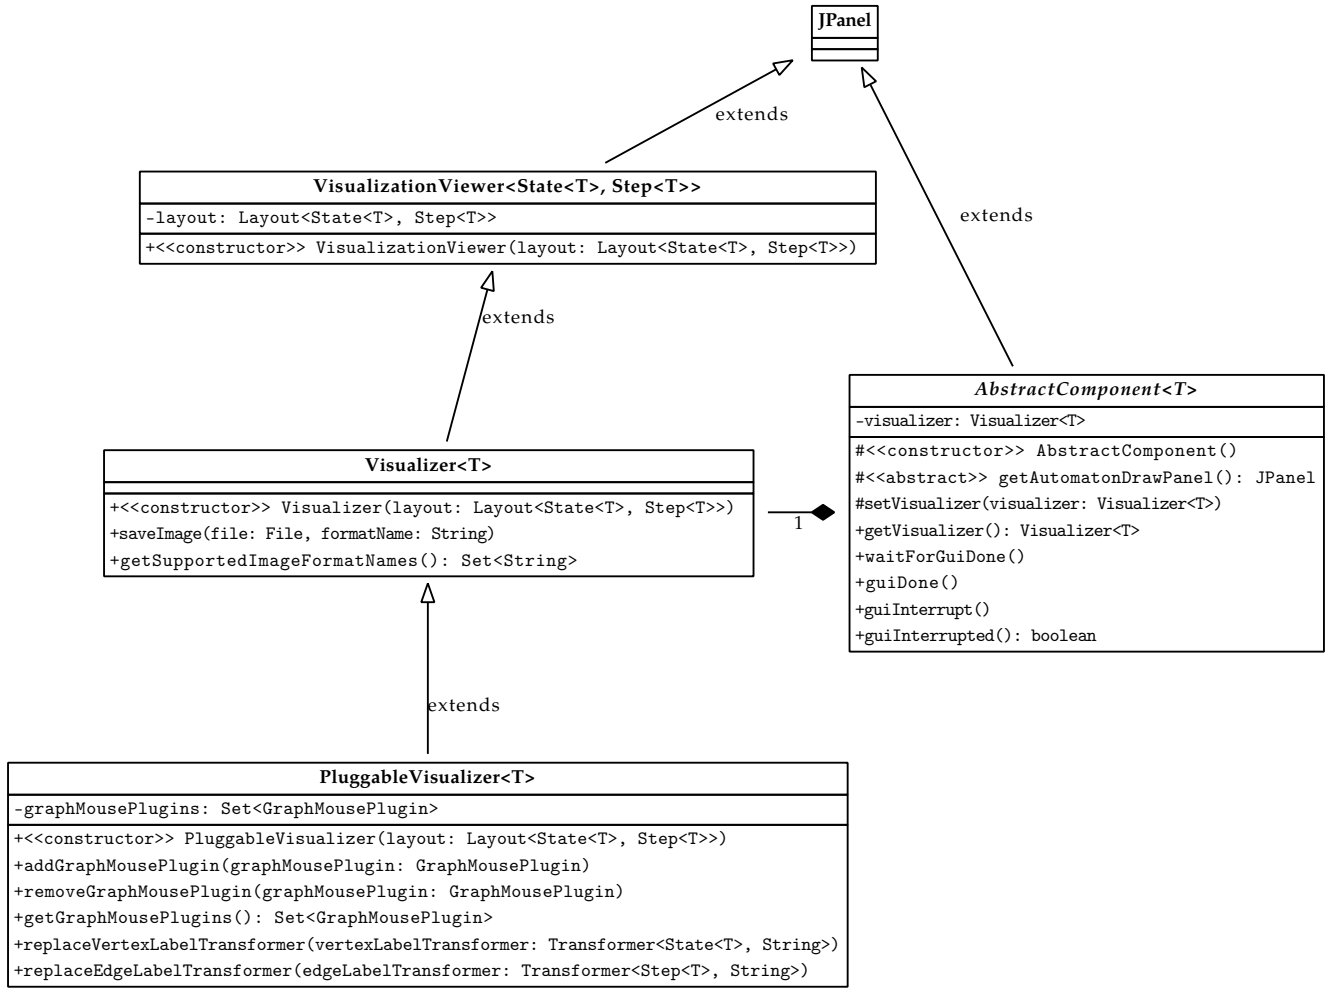 JPanel
extends
VisualizationViewer<State<T>, Step<T>>
-layout: Layout<State<T>, Step<T>>
+<<constructor>> VisualizationViewer(layout: Layout<State<T>, Step<T>>)
extends
extends
AbstractComponent<T>
-visualizer: Visualizer<T>
#<<constructor>> AbstractComponent()
#<<abstract>> getAutomatonDrawPanel(): JPanel
#setVisualizer(visualizer: Visualizer<T>)
+getVisualizer(): Visualizer<T>
+waitForGuiDone()
+guiDone()
+guiInterrupt()
+guiInterrupted(): boolean
Visualizer<T>
+<<constructor>> Visualizer(layout: Layout<State<T>, Step<T>>)
+saveImage(file: File, formatName: String)
+getSupportedImageFormatNames(): Set<String>
1
extends
PluggableVisualizer<T>
-graphMousePlugins: Set<GraphMousePlugin>
+<<constructor>> PluggableVisualizer(layout: Layout<State<T>, Step<T>>)
+addGraphMousePlugin(graphMousePlugin: GraphMousePlugin)
+removeGraphMousePlugin(graphMousePlugin: GraphMousePlugin)
+getGraphMousePlugins(): Set<GraphMousePlugin>
+replaceVertexLabelTransformer(vertexLabelTransformer: Transformer<State<T>, String>)
+replaceEdgeLabelTransformer(edgeLabelTransformer: Transformer<Step<T>, String>)